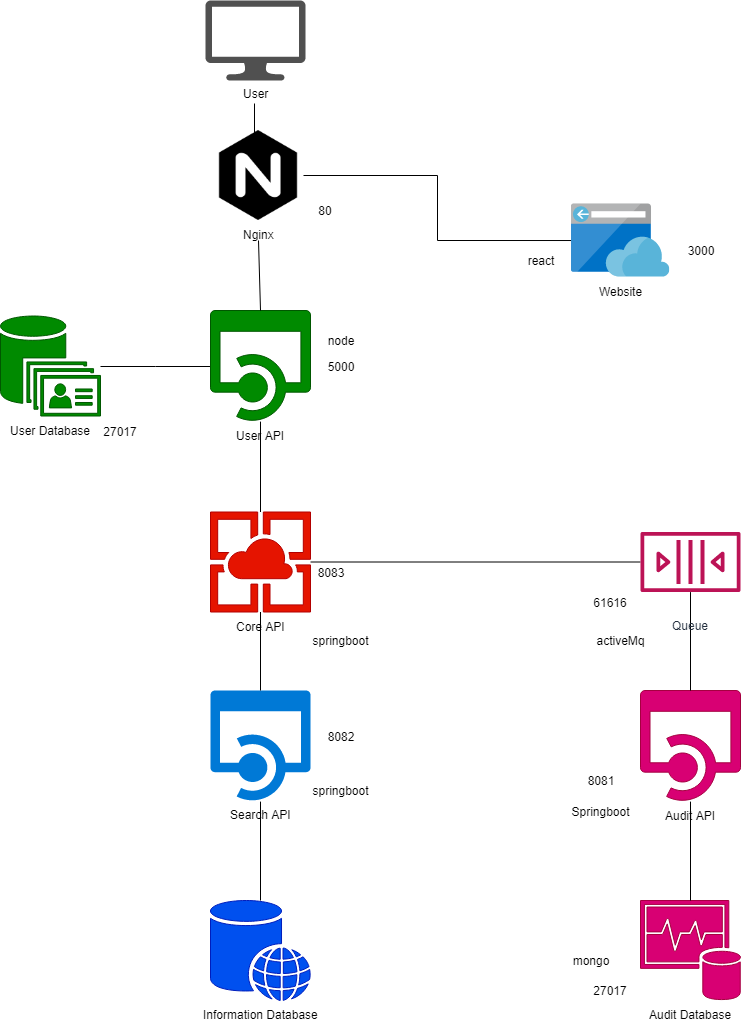 User
N
80
Nginx
react
3000
Website
node
5000
User Database
27017
User API
8083
61616
Core API
Queue
springboot
activeMq
8082
8081
springboot
Springboot
Search API
Audit API
mongo
27017
Information Database
Audit Database